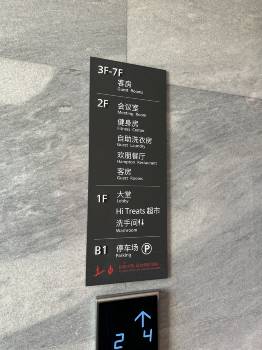 3F-7F
客房
Guest Rooms
2F
会议室
Meeting Room
健身房
Fitness Center
自助洗衣房
Guest Laundry
欢朋餐厅
Hampton Restaurant
客房
Guest Rooms
1F
大堂
Lobby
Hi Treats 超市
洗手间
Washroom
B1
停车场 P
Parking
2 4